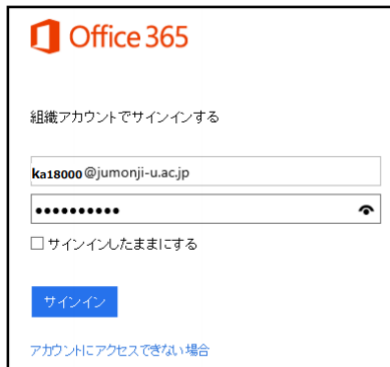 Office 365
組織アカウントでサインインする
ka18000@jumonji-u.ac.jp
••••••••••
サインインしたままにする
サインイン
アカウントにアクセスできない場合